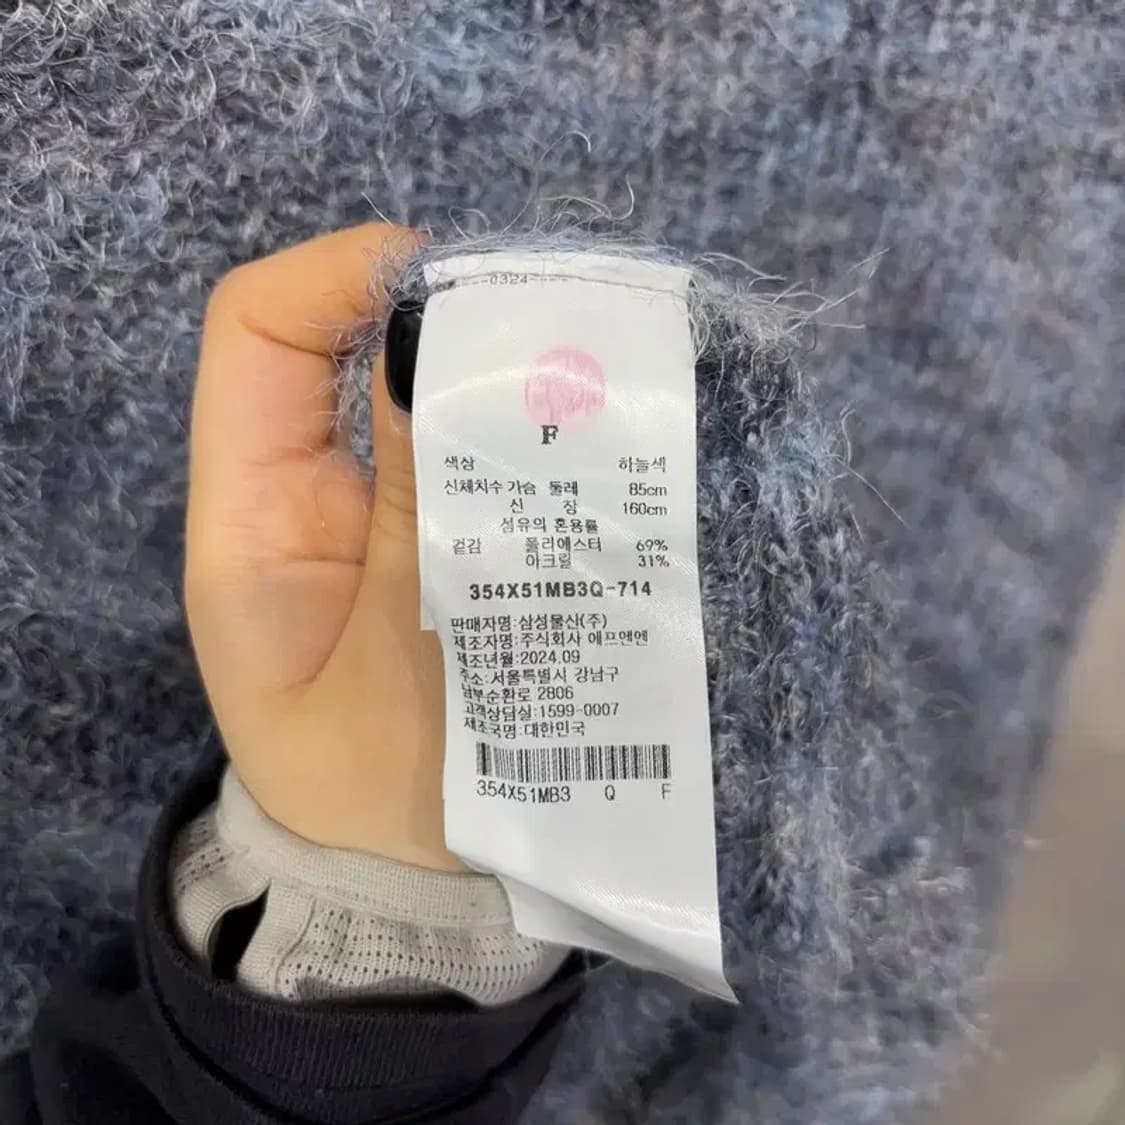 0324
F
색상 하늘색
신체치수 가슴 둘레 85cm
신 장 160cm
섬유의 혼용률
겉감 폴리에스터 69%
아크릴 31%
354X51MB3Q-714
판매자명:삼성물산(주)
제조자명:주식회사 에프앤엔
제조년월:2024.09
주소:서울특별시 강남구
남부순환로 2806
고객상담실:1599-0007
제조국명:대한민국
354X51MB3 Q F